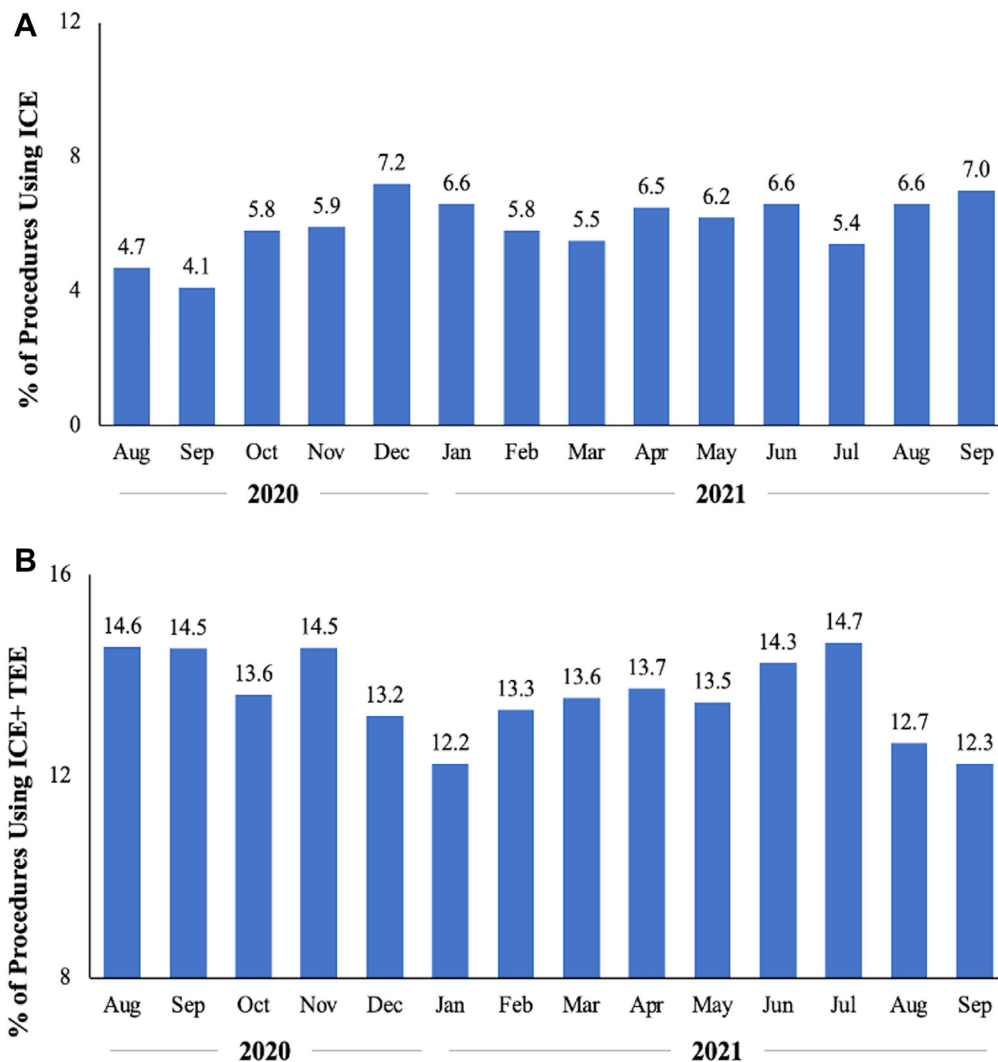 A
% of Procedures Using ICE
12
8
4
0
4.7 4.1 5.8 5.9 7.2 6.6 5.8 5.5 6.5 6.2 6.6 5.4 6.6 7.0
Aug Sep Oct Nov Dec Jan Feb Mar Apr May Jun Jul Aug Sep
2020 2021
B
% of Procedures Using ICE+ TEE
16
12
8
14.6 14.5 13.6 14.5 13.2 12.2 13.3 13.6 13.7 13.5 14.3 14.7 12.7 12.3
Aug Sep Oct Nov Dec Jan Feb Mar Apr May Jun Jul Aug Sep
2020 2021